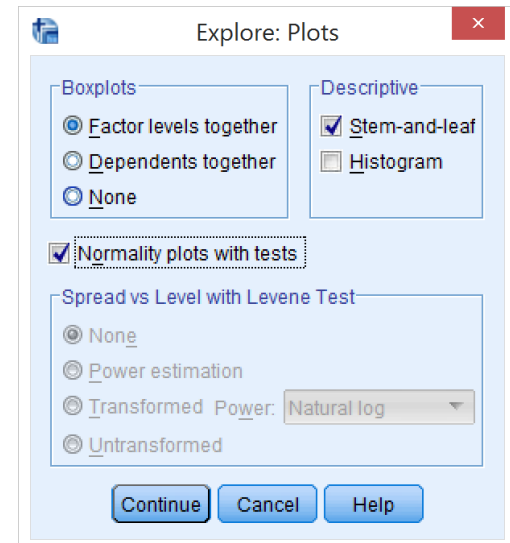 Explore: Plots
Boxplots
Factor levels together
Dependents together
None
Descriptive
Stem-and-leaf
Histogram
Normality plots with tests
Spread vs Level with Levene Test
None
Power estimation
Transformed Power: Natural log
Untransformed
Continue Cancel Help